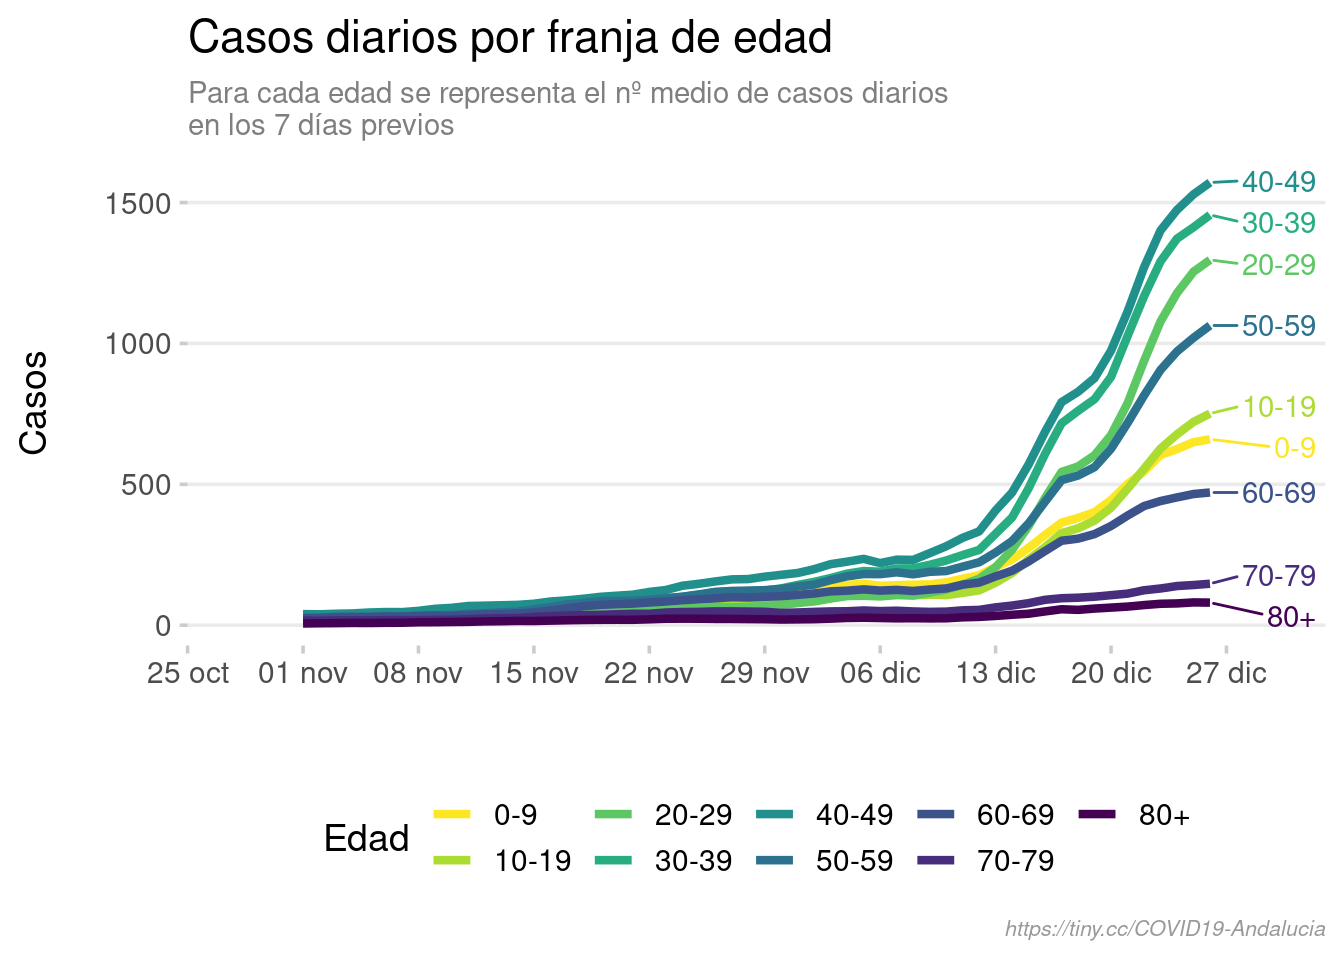 Casos diarios por franja de edad
Para cada edad se representa el nº medio de casos diarios
en los 7 días previos
Casos
1500
1000
500
0
40-49
30-39
20-29
50-59
10-19
0-9
60-69
70-79
80+
25 oct 01 nov 08 nov 15 nov 22 nov 29 nov 06 dic 13 dic 20 dic 27 dic
Edad
0-9 20-29 40-49 60-69 80+
10-19 30-39 50-59 70-79
https://tiny.cc/COVID19-Andalucia